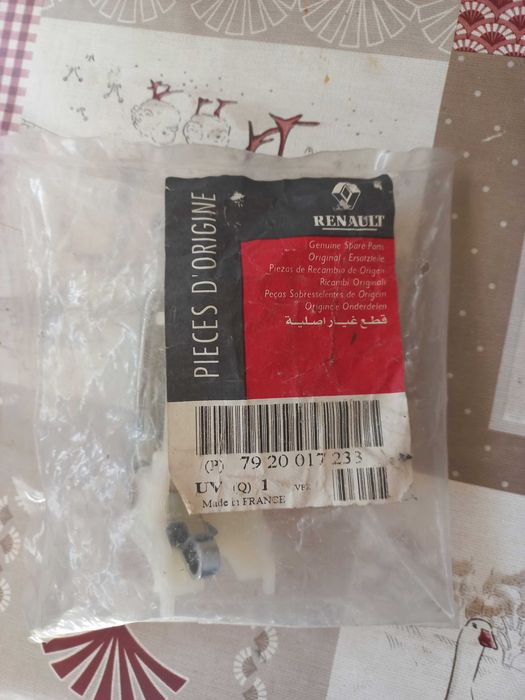 PIECES D'ORIGINE
RENAULT
Genuine Spare Parts
Original - Ersatzteile
Piezas de Recambio de Origen
Ricambi Originali
Peças Sobresselentes de Origem
Originele Onderdelen
قطع غيار اصلية
(P) 79 20 017 233
UV (Q) 1
Made in FRANCE